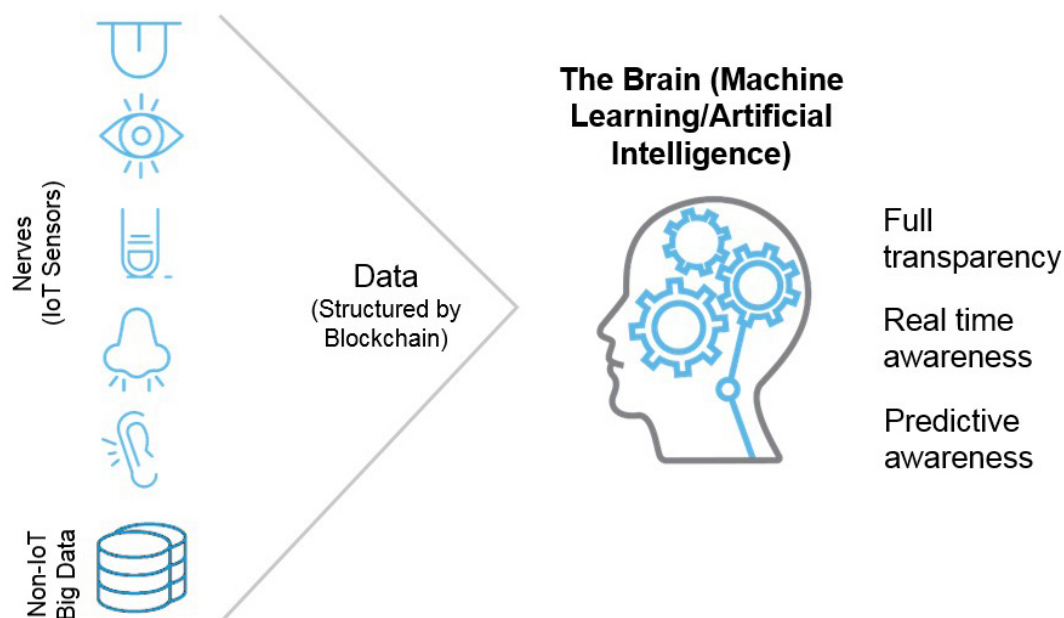 Nerves
(IoT Sensors)
Non-IoT
Big Data
Data
(Structured by
Blockchain)
The Brain (Machine
Learning/Artificial
Intelligence)
Full
transparency
Real time
awareness
Predictive
awareness